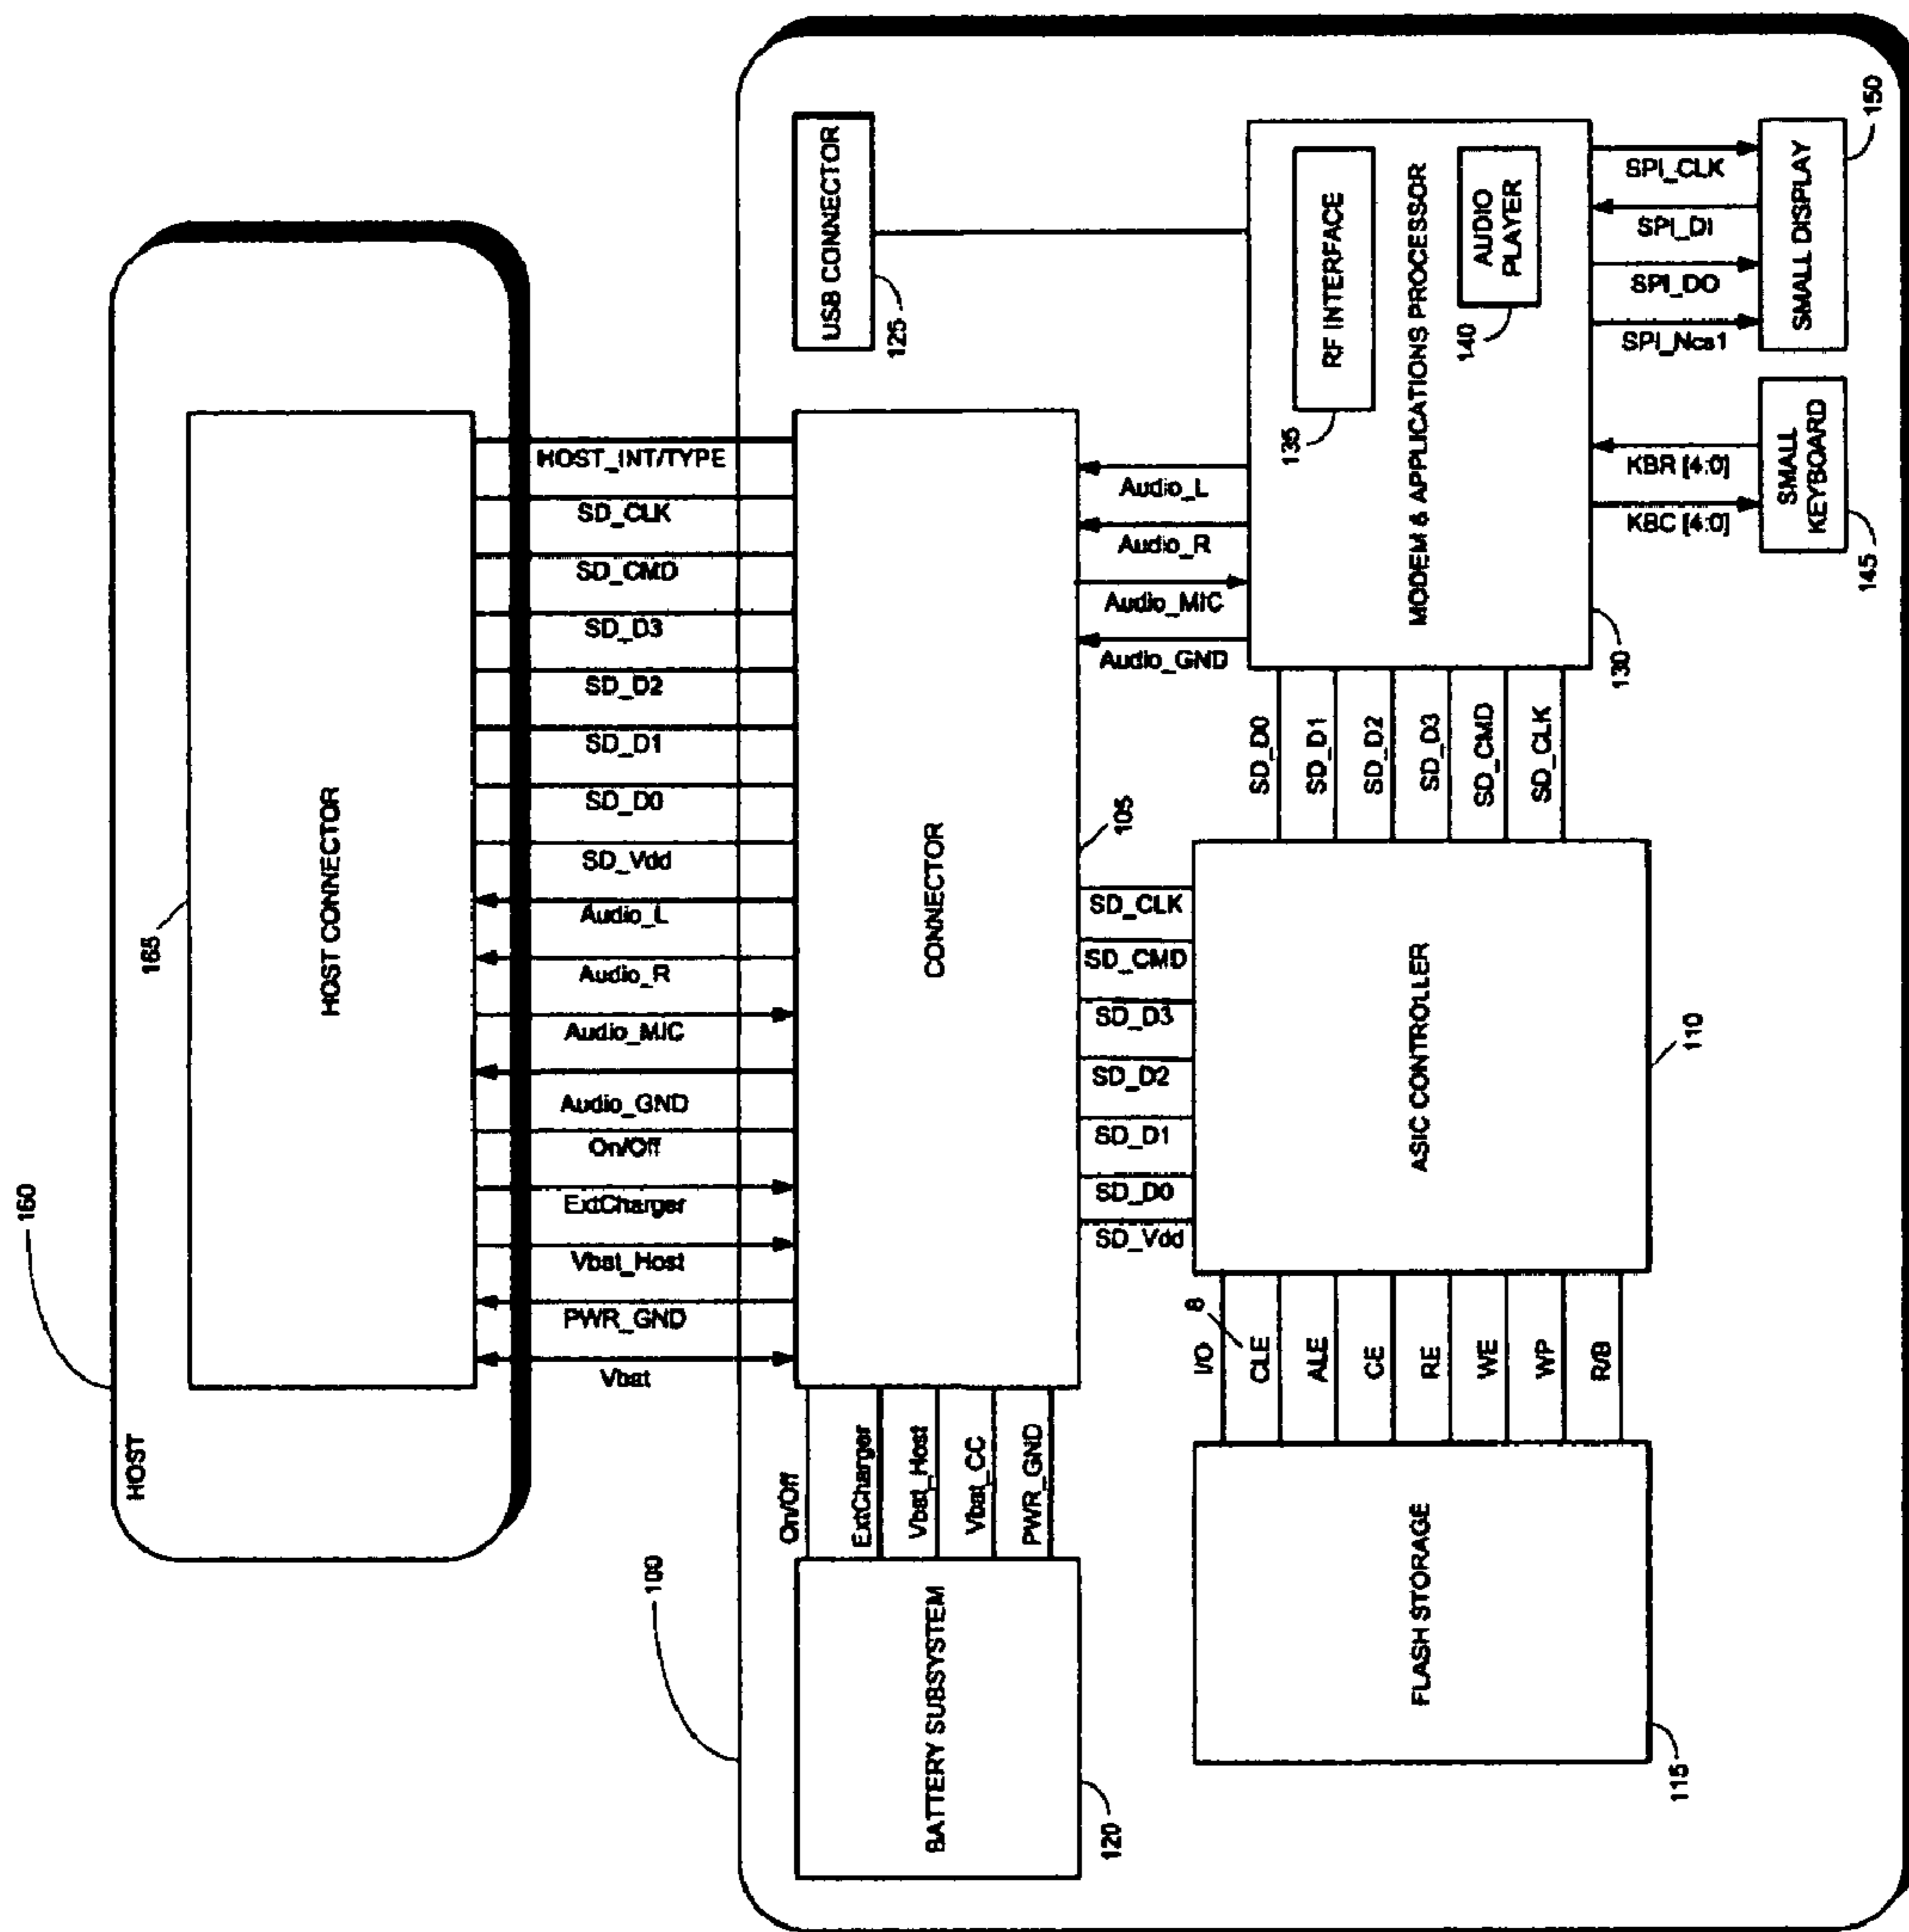 160
HOST
165
HOST CONNECTOR
HOST_INT/TYPE
SD_CLK
SD_CMD
SD_D3
SD_D2
SD_D1
SD_D0
SD_Vdd
Audio_L
Audio_R
Audio_MIC
Audio_GND
On/Off
ExtCharger
Vbat_Host
PWR_GND
Vbat
100
USB CONNECTOR
125
CONNECTOR
105
BATTERY SUBSYSTEM
120
On/Off
ExtCharger
Vbat_Host
Vbat_CC
PWR_GND
Audio_L
Audio_R
Audio_MIC
Audio_GND
SD_CLK
SD_CMD
SD_D3
SD_D2
SD_D1
SD_D0
SD_Vdd
MODEM & APPLICATIONS PROCESSOR
130
RF INTERFACE
135
AUDIO
PLAYER
140
SD_D0
SD_D1
SD_D2
SD_D3
SD_CMD
SD_CLK
ASIC CONTROLLER
110
I/O
8
CLE
ALE
CE
RE
WE
WP
R/B
FLASH STORAGE
115
SPI_CLK
SPI_DI
SPI_DO
SPI_Ncs1
SMALL DISPLAY
150
KBR [4:0]
KBC [4:0]
SMALL
KEYBOARD
145